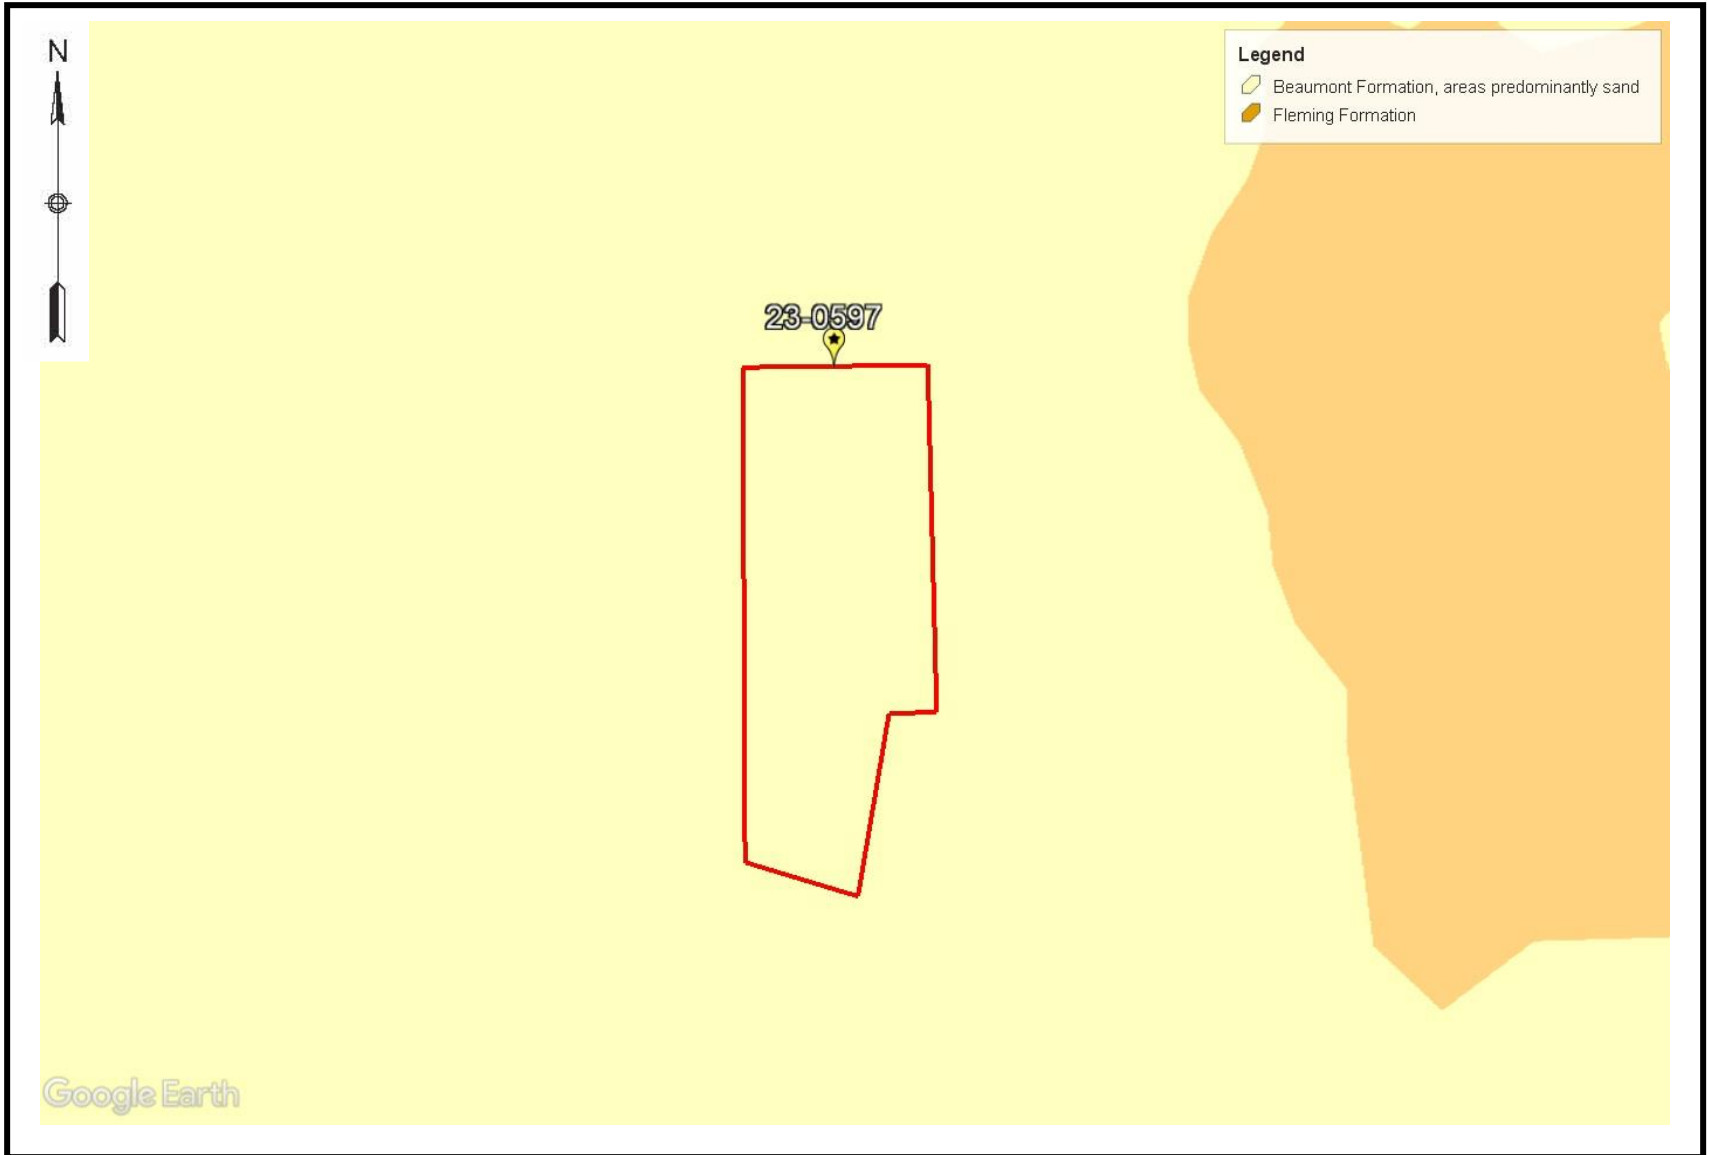 N
Legend
Beaumont Formation, areas predominantly sand
Fleming Formation
23-0597
Google Earth